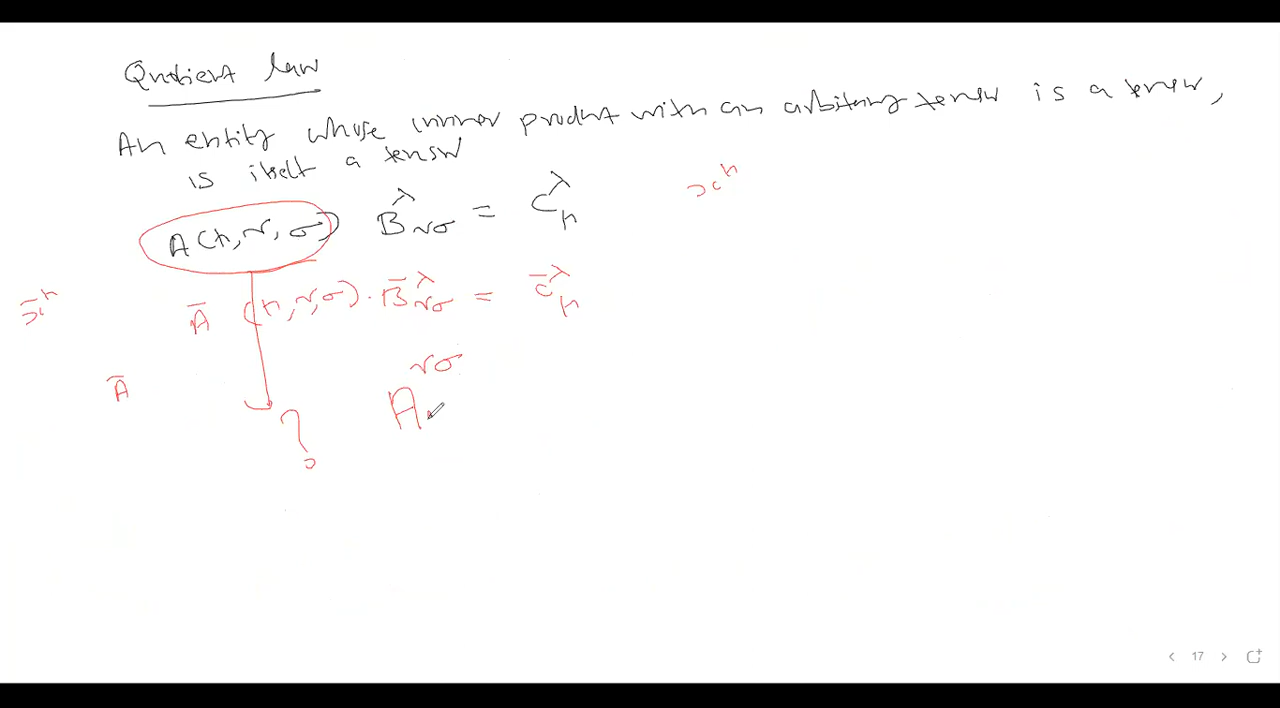 Quotient law
An entity whose inner product with an arbitrary tensor is a tensor,
is itself a tensor
x^μ
A(μ,ν,σ) B^λ_νσ = C^λ_μ
x̄^μ
Ā (μ,ν,σ) · B̄^λ_νσ = C̄^λ_μ
νσ
Ā
? A
< 17 >